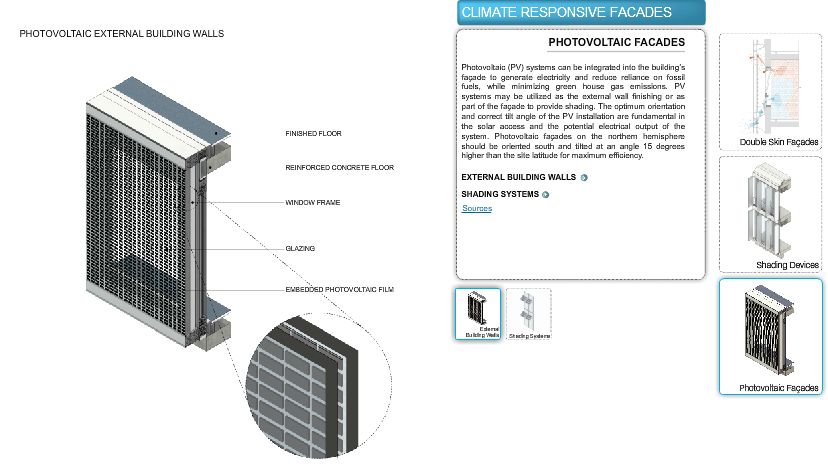 CLIMATE RESPONSIVE FACADES
PHOTOVOLTAIC EXTERNAL BUILDING WALLS
FINISHED FLOOR
REINFORCED CONCRETE FLOOR
WINDOW FRAME
GLAZING
EMBEDDED PHOTOVOLTAIC FILM
PHOTOVOLTAIC FACADES
Photovoltaic (PV) systems can be integrated into the building's
façade to generate electricity and reduce reliance on fossil
fuels, while minimizing green house gas emissions. PV
systems may be utilized as the external wall finishing or as
part of the façade to provide shading. The optimum orientation
and correct tilt angle of the PV installation are fundamental in
the solar access and the potential electrical output of the
system. Photovoltaic façades on the northern hemisphere
should be oriented south and tilted at an angle 15 degrees
higher than the site latitude for maximum efficiency.
EXTERNAL BUILDING WALLS
SHADING SYSTEMS
Sources
External
Building Walls
Shading Systems
Double Skin Façades
Shading Devices
Photovoltaic Façades